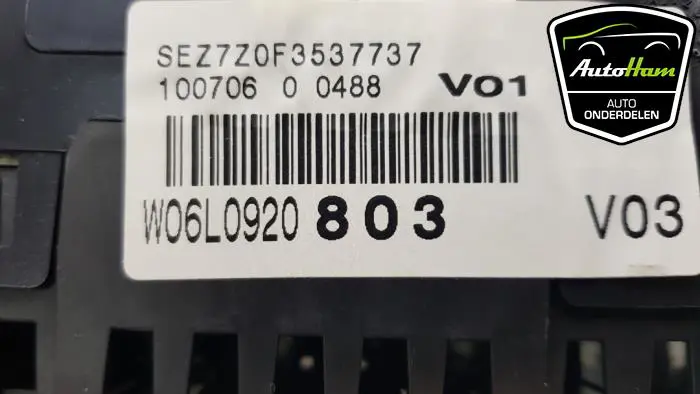 SEZ7Z0F3537737
100706 0 0488 V01
W06L0920 803 V03
AutoHam
AUTO
ONDERDELEN